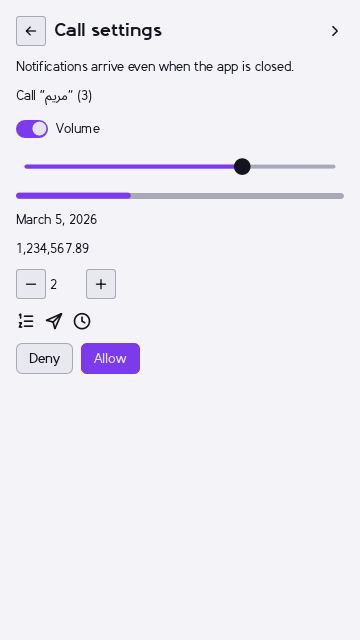 Call settings
Notifications arrive even when the app is closed.
Call “مريم” (3)
Volume
March 5, 2026
1,234,567.89
2
Deny
Allow